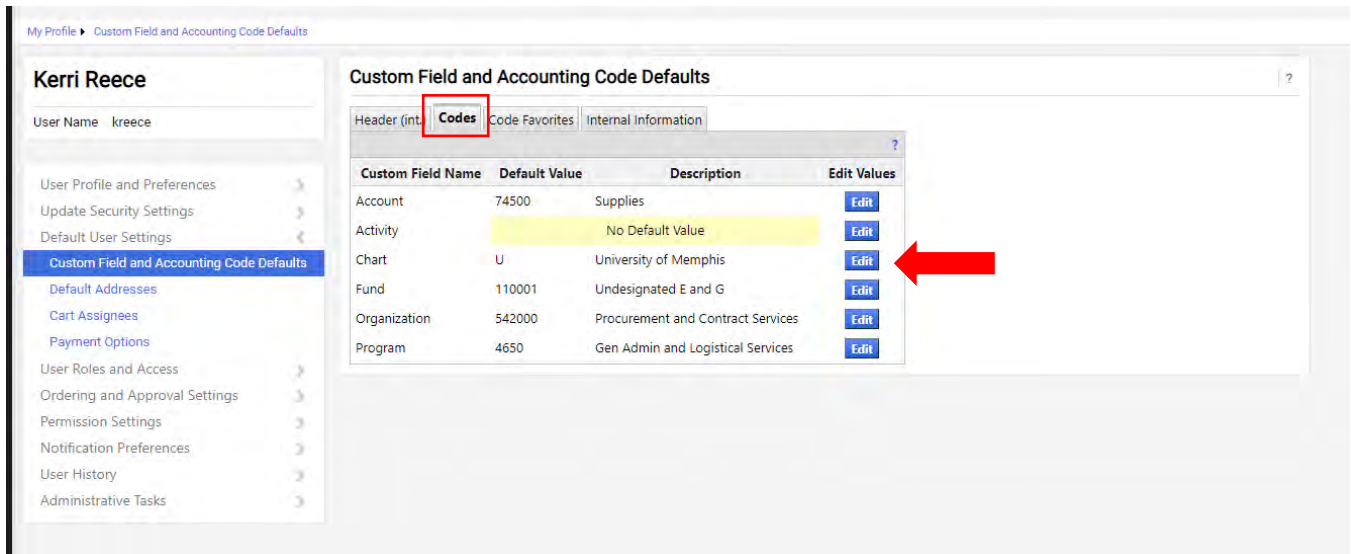 My Profile Custom Field and Accounting Code Defaults
Kerri Reece
User Name kreece
User Profile and Preferences
Update Security Settings
Default User Settings
Custom Field and Accounting Code Defaults
Default Addresses
Cart Assignees
Payment Options
User Roles and Access
Ordering and Approval Settings
Permission Settings
Notification Preferences
User History
Administrative Tasks
Custom Field and Accounting Code Defaults ?
Header (int.) Codes Code Favorites Internal Information
?
Custom Field Name Default Value Description Edit Values
Account 74500 Supplies Edit
Activity No Default Value Edit
Chart U University of Memphis Edit
Fund 110001 Undesignated E and G Edit
Organization 542000 Procurement and Contract Services Edit
Program 4650 Gen Admin and Logistical Services Edit